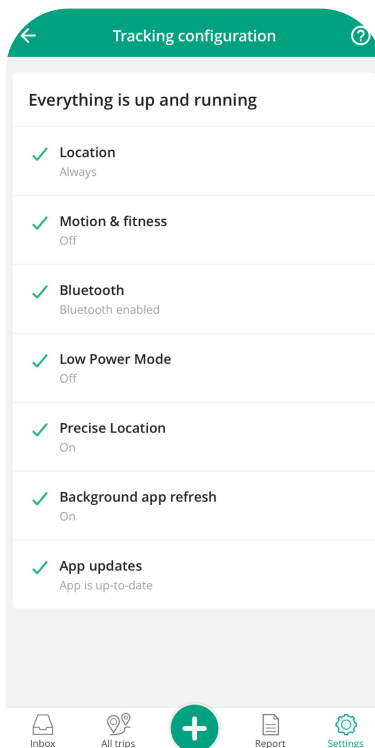 Tracking configuration
Everything is up and running
Location
Always
Motion & fitness
Off
Bluetooth
Bluetooth enabled
Low Power Mode
Off
Precise Location
On
Background app refresh
On
App updates
App is up-to-date
Inbox
All trips
Report
Settings